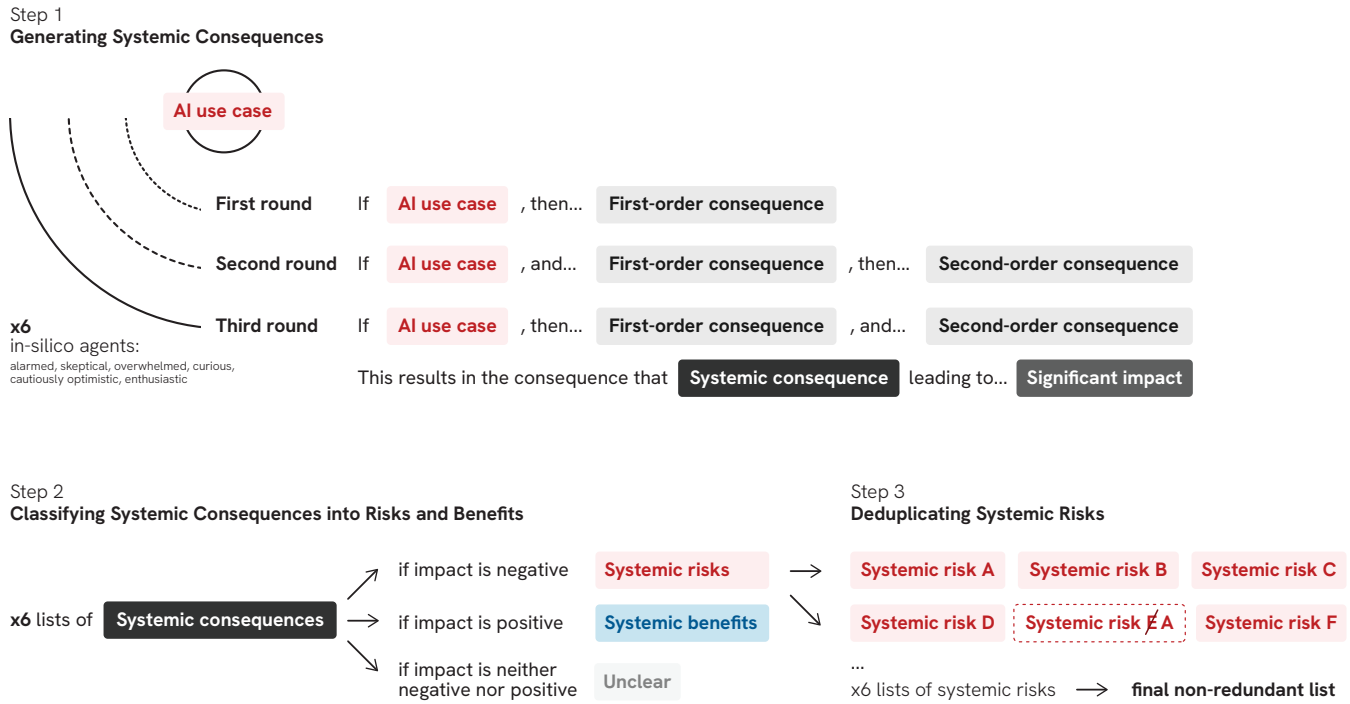 Step 1
Generating Systemic Consequences
AI use case
First round If AI use case , then... First-order consequence
Second round If AI use case , and... First-order consequence , then... Second-order consequence
Third round If AI use case , then... First-order consequence , and... Second-order consequence
x6
in-silico agents:
alarmed, skeptical, overwhelmed, curious,
cautiously optimistic, enthusiastic
This results in the consequence that Systemic consequence leading to... Significant impact
Step 2
Classifying Systemic Consequences into Risks and Benefits
x6 lists of Systemic consequences
if impact is negative Systemic risks
if impact is positive Systemic benefits
if impact is neither
negative nor positive
Unclear
Step 3
Deduplicating Systemic Risks
Systemic risk A Systemic risk B Systemic risk C
Systemic risk D Systemic risk E A Systemic risk F
...
x6 lists of systemic risks final non-redundant list